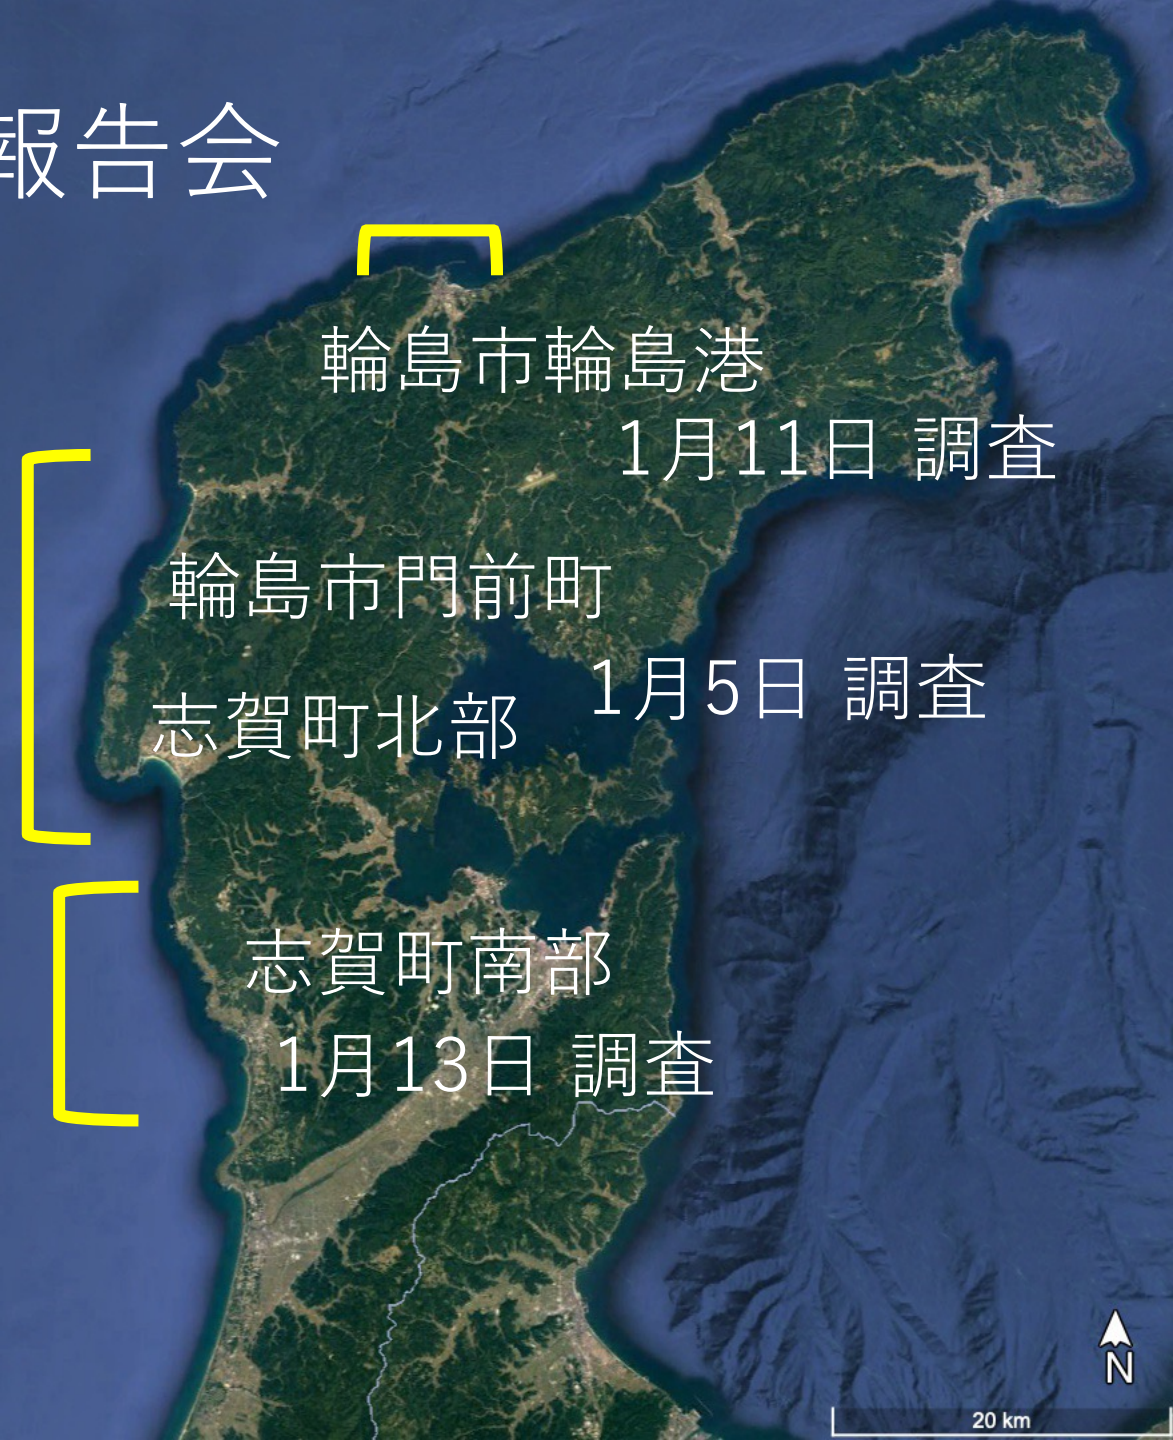 報告会
輪島市輪島港
1月11日 調査
輪島市門前町
1月5日 調査
志賀町北部
志賀町南部
1月13日 調査
N
20 km